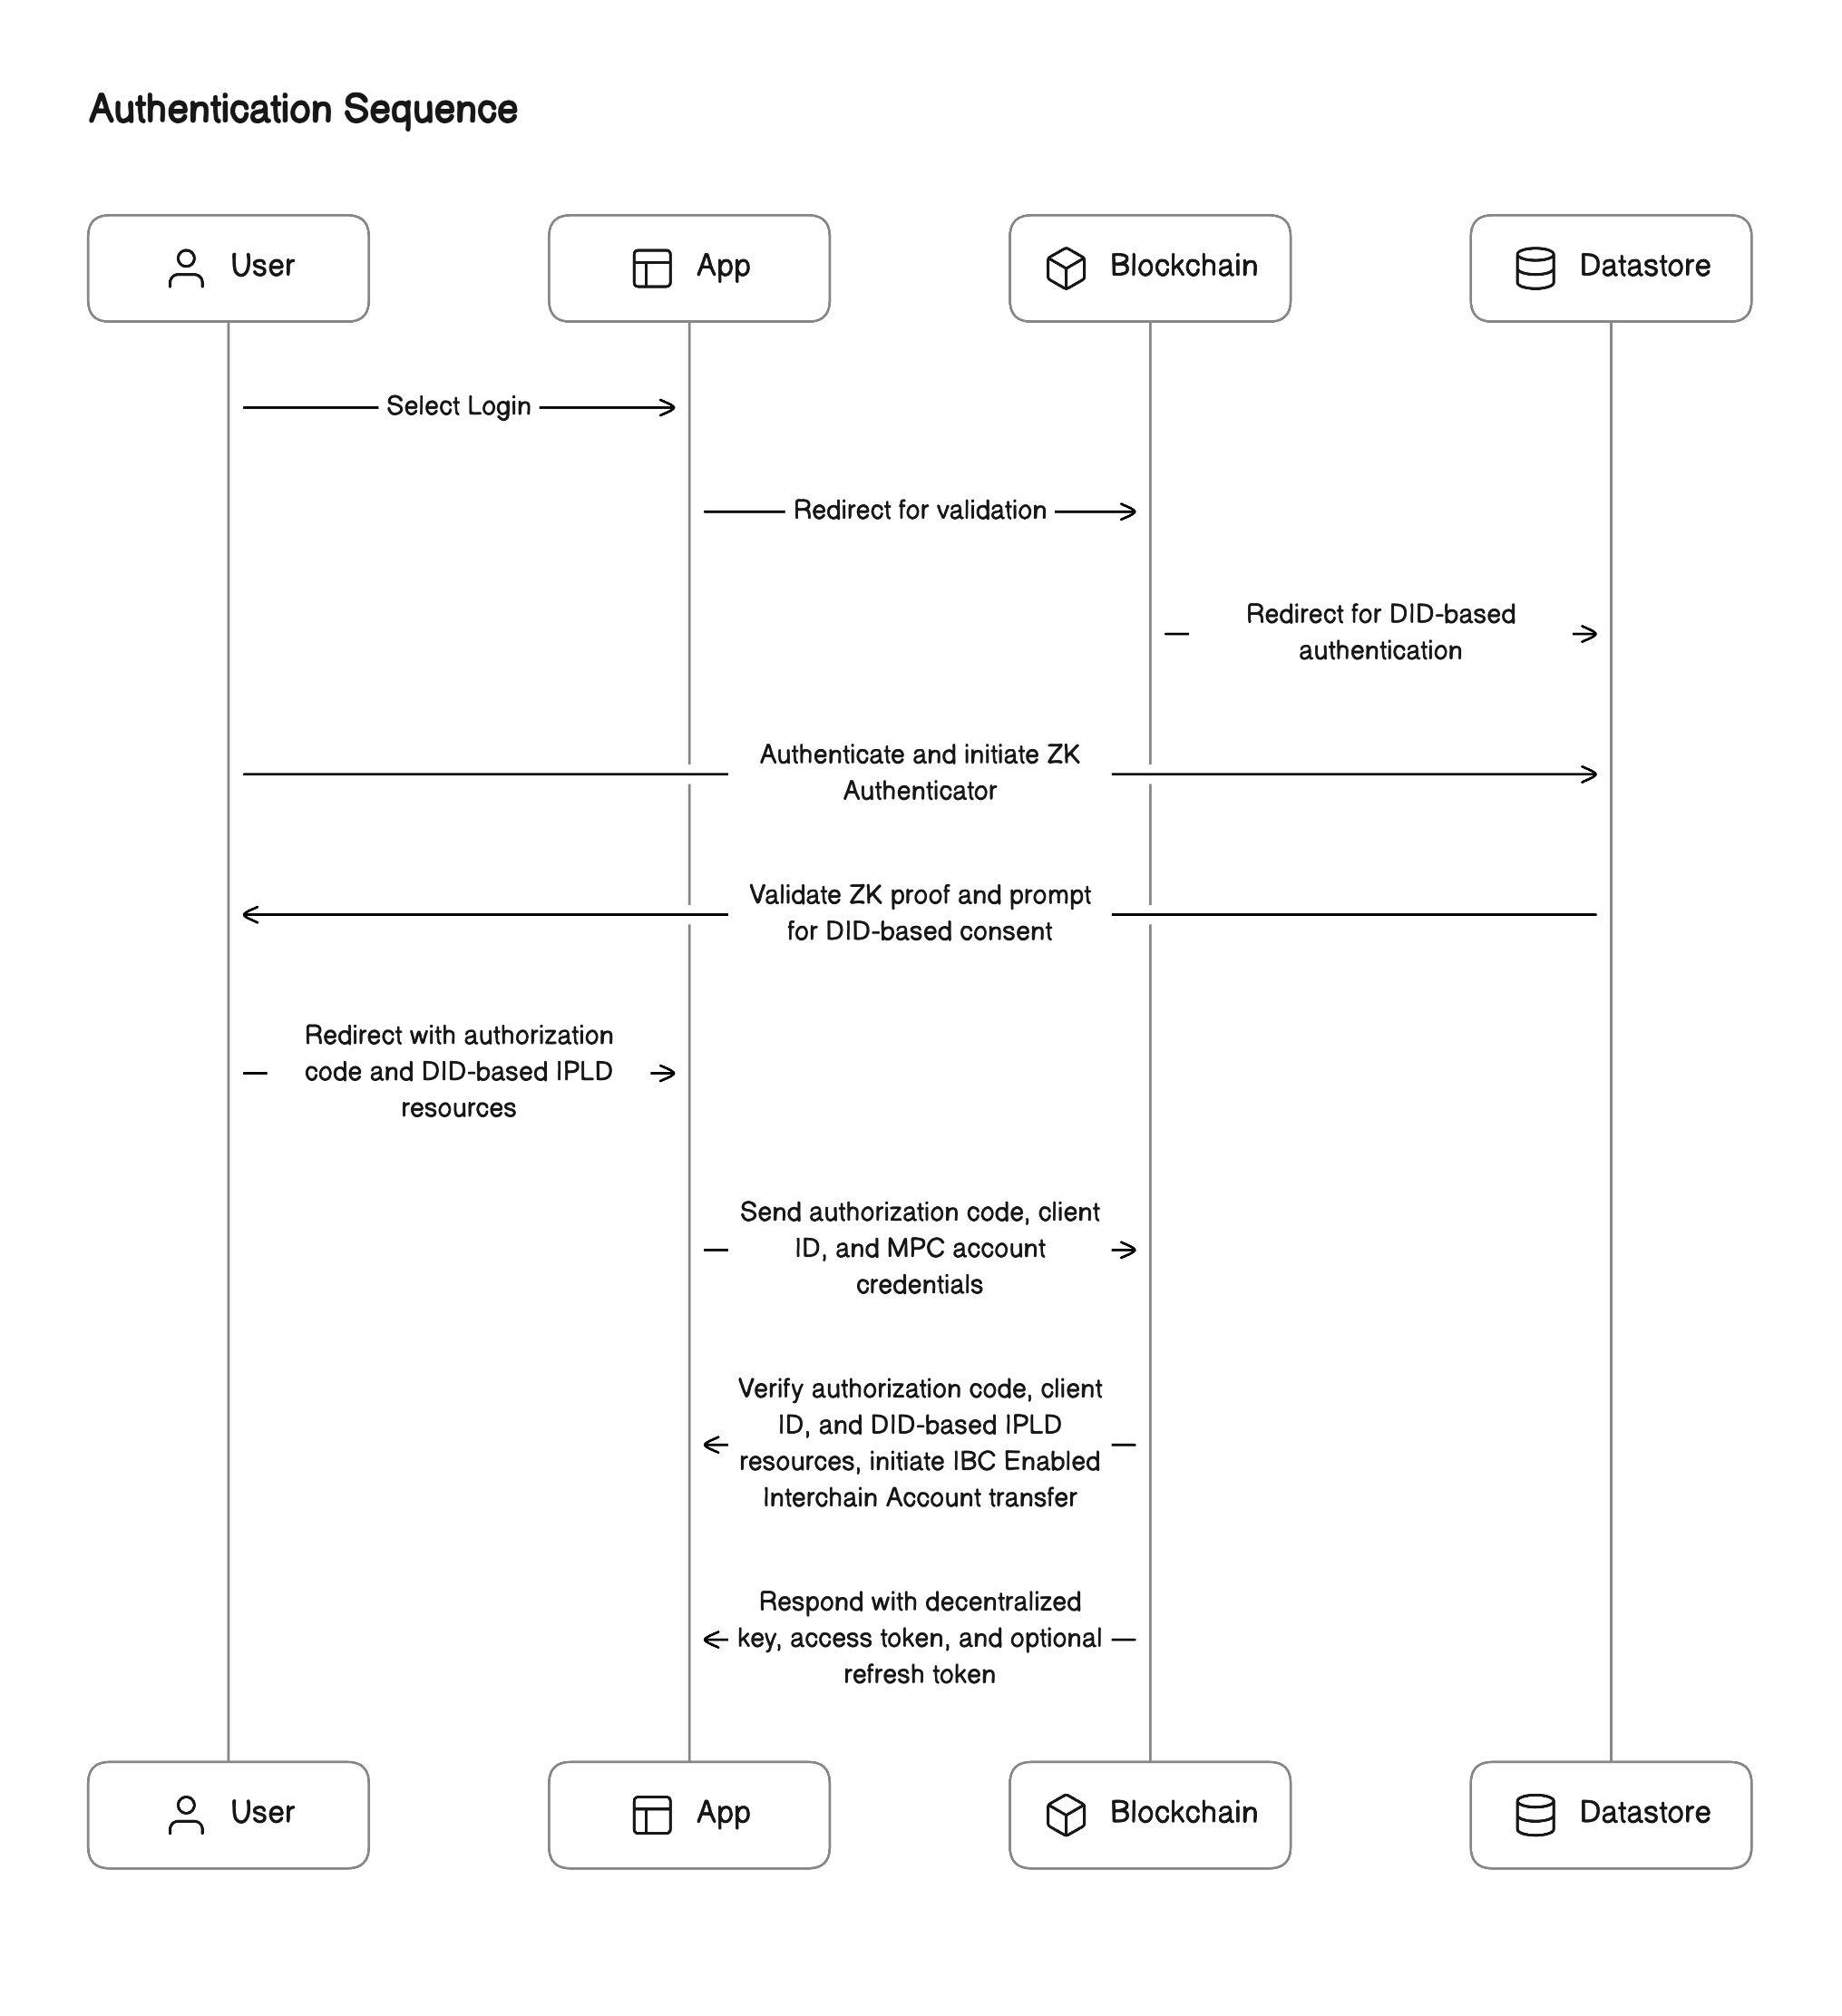 Authentication Sequence
User
App
Blockchain
Datastore
Select Login
Redirect for validation
Redirect for DID-based
authentication
Authenticate and initiate ZK
Authenticator
Validate ZK proof and prompt
for DID-based consent
Redirect with authorization
code and DID-based IPLD
resources
Send authorization code, client
ID, and MPC account
credentials
Verify authorization code, client
ID, and DID-based IPLD
resources, initiate IBC Enabled
Interchain Account transfer
Respond with decentralized
key, access token, and optional
refresh token
User
App
Blockchain
Datastore